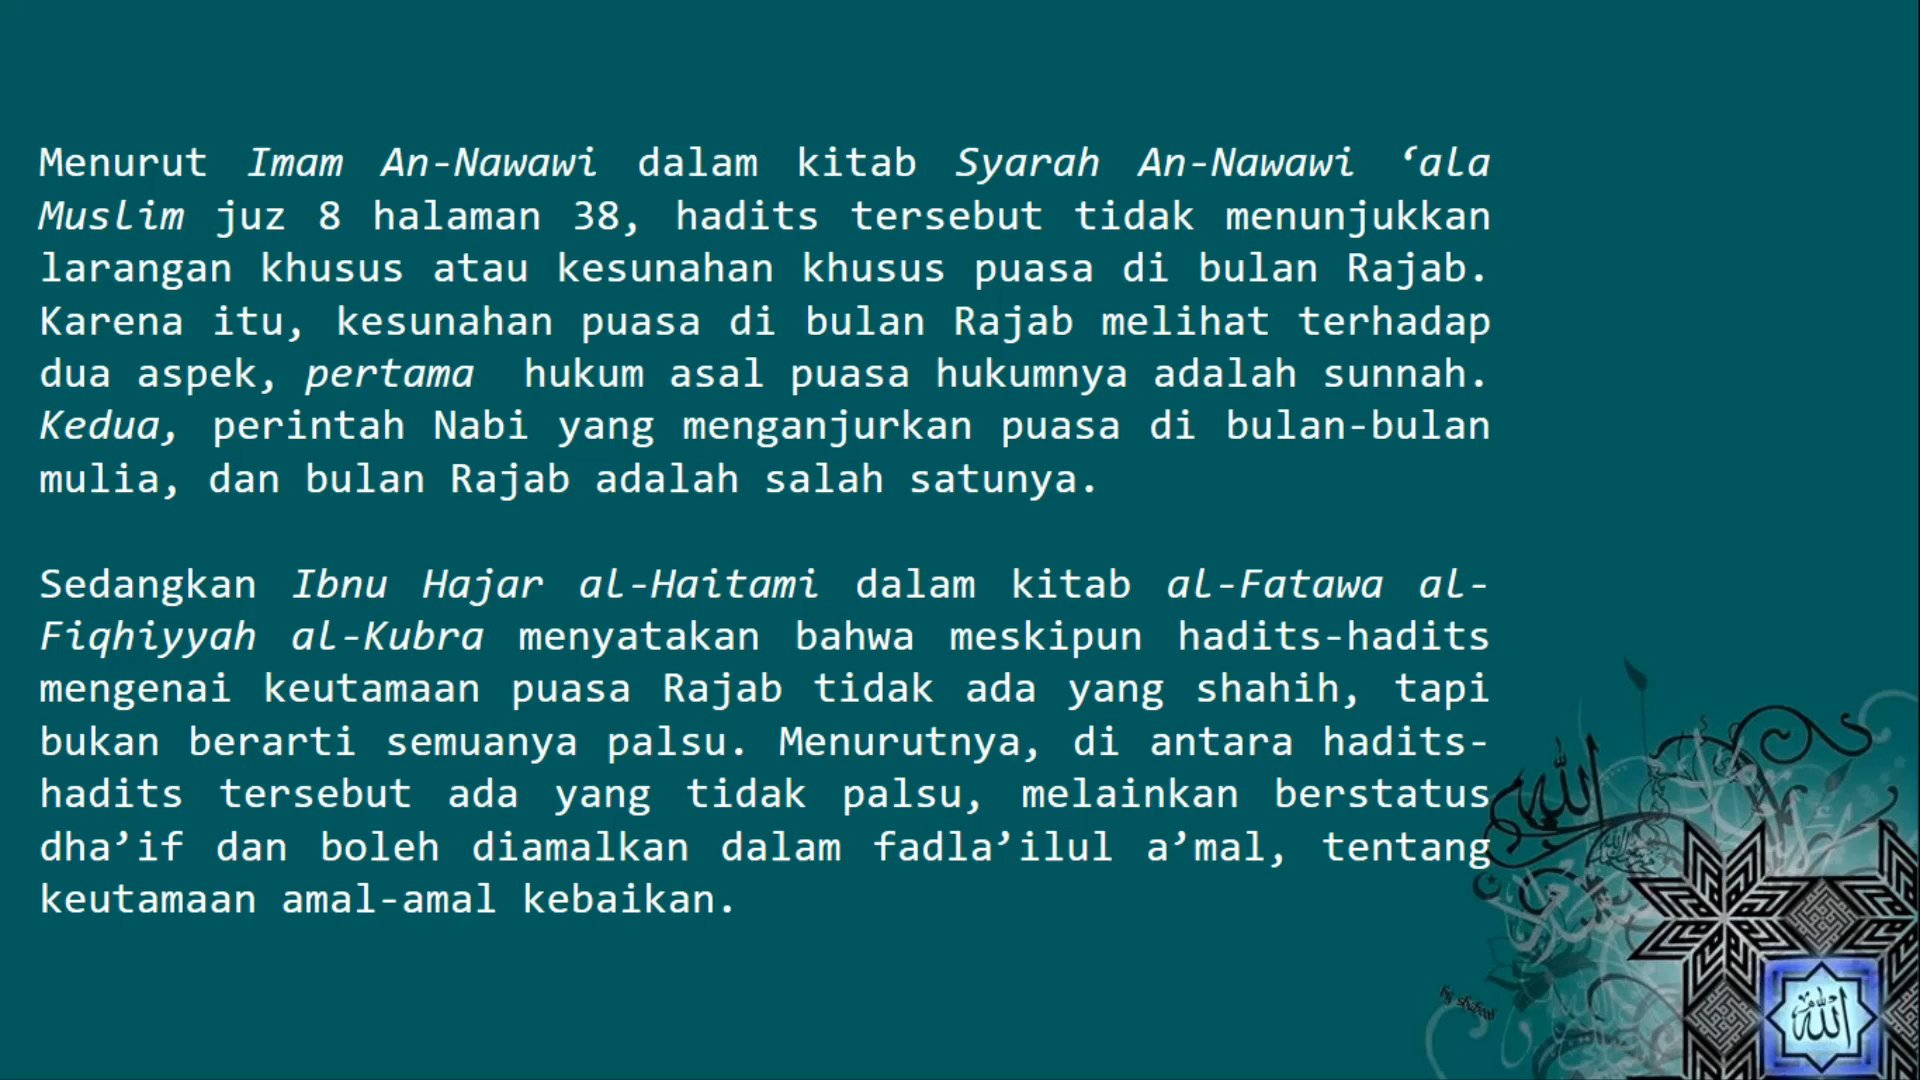 Menurut Imam An-Nawawi dalam kitab Syarah An-Nawawi ‘ala
Muslim juz 8 halaman 38, hadits tersebut tidak menunjukkan
larangan khusus atau kesunahan khusus puasa di bulan Rajab.
Karena itu, kesunahan puasa di bulan Rajab melihat terhadap
dua aspek, pertama hukum asal puasa hukumnya adalah sunnah.
Kedua, perintah Nabi yang menganjurkan puasa di bulan-bulan
mulia, dan bulan Rajab adalah salah satunya.
Sedangkan Ibnu Hajar al-Haitami dalam kitab al-Fatawa al-
Fiqhiyyah al-Kubra menyatakan bahwa meskipun hadits-hadits
mengenai keutamaan puasa Rajab tidak ada yang shahih, tapi
bukan berarti semuanya palsu. Menurutnya, di antara hadits-
hadits tersebut ada yang tidak palsu, melainkan berstatus
dha’if dan boleh diamalkan dalam fadla’ilul a’mal, tentang
keutamaan amal-amal kebaikan.
الله
الله